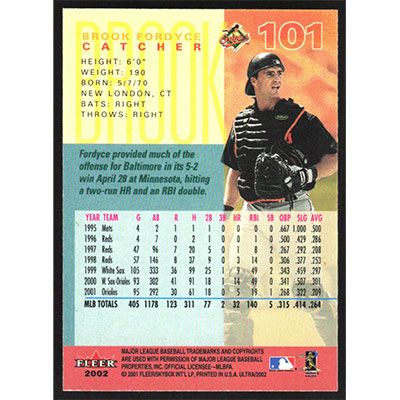 BROOK
BROOK FORDYCE
CATCHER
101
HEIGHT: 6'0"
WEIGHT: 190
BORN: 5/7/70
NEW LONDON, CT
BATS: RIGHT
THROWS: RIGHT
Fordyce provided much of the
offense for Baltimore in its 5-2
win April 28 at Minnesota, hitting
a two-run HR and an RBI double.
YEAR TEAM G AB R H 2B 3B HR RBI SB OBP SLG AVG
1995 Mets 4 2 1 1 1 0 0 0 0 .667 1.000 .500
1996 Reds 4 7 0 2 1 0 0 1 0 .500 .429 .286
1997 Reds 47 96 7 20 5 0 1 8 2 .267 .292 .208
1998 Reds 57 146 8 37 9 0 3 14 0 .306 .377 .253
1999 White Sox 105 333 36 99 25 1 9 49 2 .343 .459 .297
2000 W. Sox-Orioles 93 302 41 91 18 1 14 49 0 .365 .507 .301
2001 Orioles 95 292 30 61 18 0 5 19 1 .268 .322 .209
MLB TOTALS 405 1178 123 311 77 2 32 140 5 .314 .414 .264
FLEER
2002
MAJOR LEAGUE BASEBALL TRADEMARKS AND COPYRIGHTS
ARE USED WITH PERMISSION OF MAJOR LEAGUE BASEBALL
PROPERTIES, INC. OFFICIAL LICENSEE—MLBPA.
© 2001 FLEER/SKYBOX INT'L LP, PRINTED IN U.S.A. ULTRA/2002